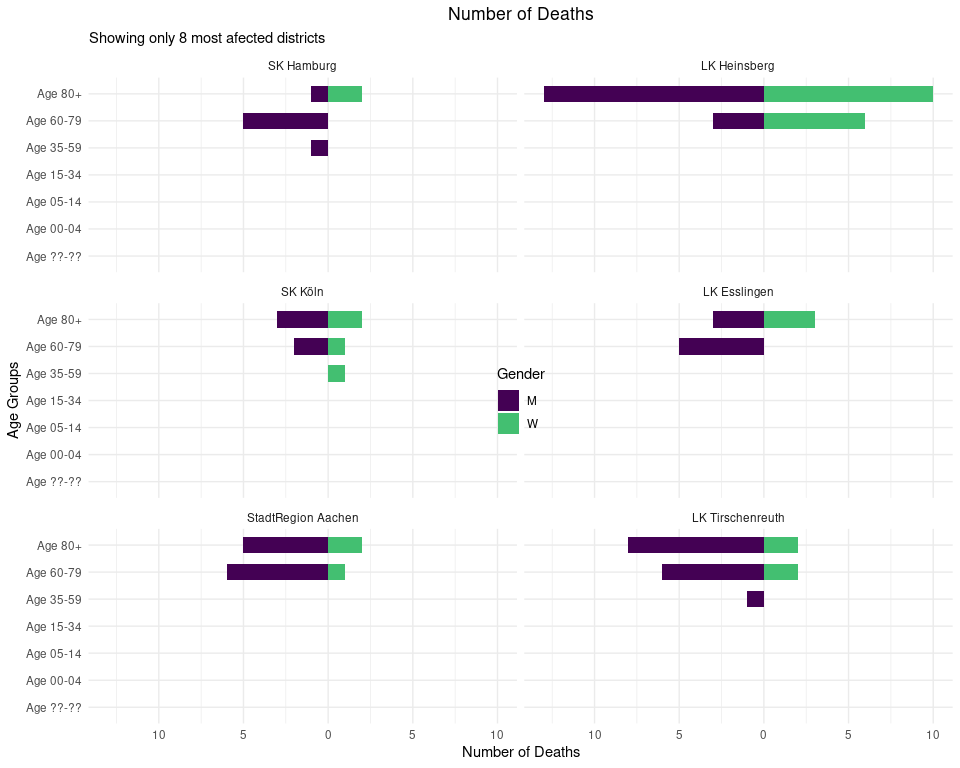 Number of Deaths
Showing only 8 most afected districts
SK Hamburg
LK Heinsberg
Age 80+
Age 60-79
Age 35-59
Age 15-34
Age 05-14
Age 00-04
Age ??-??
SK Köln
LK Esslingen
Age 80+
Age 60-79
Age 35-59
Age 15-34
Age 05-14
Age 00-04
Age ??-??
Age Groups
Gender
M
W
StadtRegion Aachen
LK Tirschenreuth
Age 80+
Age 60-79
Age 35-59
Age 15-34
Age 05-14
Age 00-04
Age ??-??
10 5 0 5 10
10 5 0 5 10
Number of Deaths